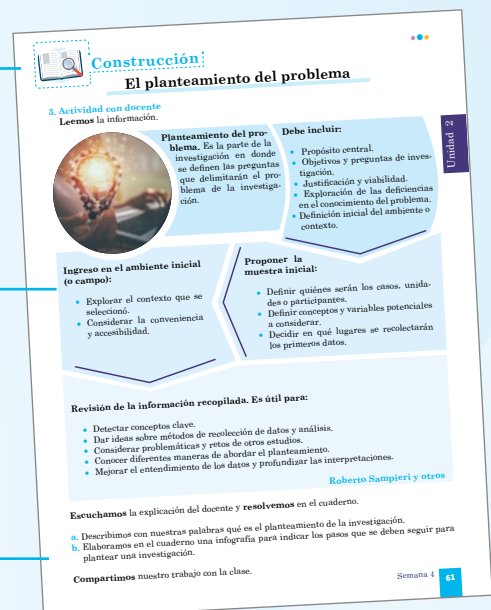 Construcción
El planteamiento del problema
3. Actividad con docente
Leemos la información.
Planteamiento del pro-
blema. Es la parte de la
investigación en donde
se definen las preguntas
que delimitarán el pro-
blema de la investiga-
ción.
Debe incluir:
• Propósito central.
• Objetivos y preguntas de inves-
tigación.
• Justificación y viabilidad.
• Exploración de las deficiencias
en el conocimiento del problema.
• Definición inicial del ambiente o
contexto.
Unidad 2
Ingreso en el ambiente inicial
(o campo):
• Explorar el contexto que se
seleccionó.
• Considerar la conveniencia
y accesibilidad.
Proponer la
muestra inicial:
• Definir quiénes serán los casos, unida-
des o participantes.
• Definir conceptos y variables potenciales
a considerar.
• Decidir en qué lugares se recolectarán
los primeros datos.
Revisión de la información recopilada. Es útil para:
• Detectar conceptos clave.
• Dar ideas sobre métodos de recolección de datos y análisis.
• Considerar problemáticas y retos de otros estudios.
• Conocer diferentes maneras de abordar el planteamiento.
• Mejorar el entendimiento de los datos y profundizar las interpretaciones.
Roberto Sampieri y otros
Escuchamos la explicación del docente y resolvemos en el cuaderno.
a. Describimos con nuestras palabras qué es el planteamiento de la investigación.
b. Elaboramos en el cuaderno una infografía para indicar los pasos que se deben seguir para
plantear una investigación.
Compartimos nuestro trabajo con la clase.
Semana 4
61